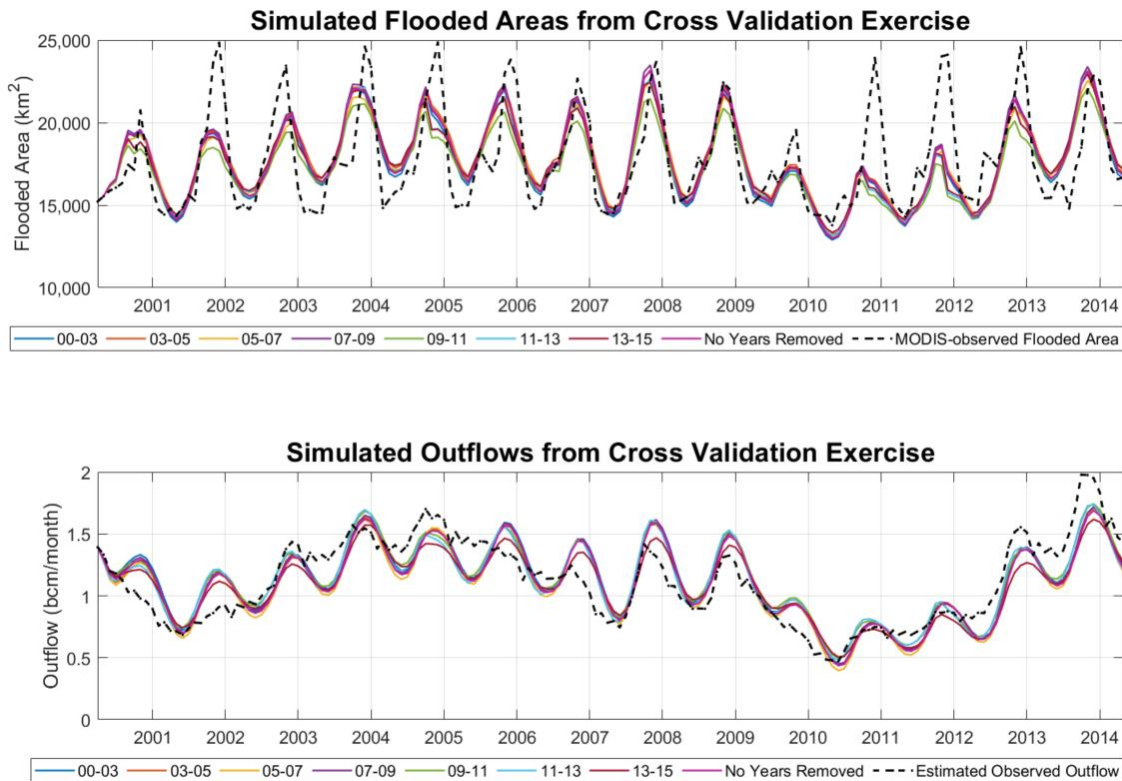 Simulated Flooded Areas from Cross Validation Exercise
25,000
20,000
15,000
10,000
Flooded Area (km²)
2001 2002 2003 2004 2005 2006 2007 2008 2009 2010 2011 2012 2013 2014
00-03 03-05 05-07 07-09 09-11 11-13 13-15 No Years Removed MODIS-observed Flooded Area
Simulated Outflows from Cross Validation Exercise
2
1.5
1
0.5
0
Outflow (bcm/month)
2001 2002 2003 2004 2005 2006 2007 2008 2009 2010 2011 2012 2013 2014
00-03 03-05 05-07 07-09 09-11 11-13 13-15 No Years Removed Estimated Observed Outflow